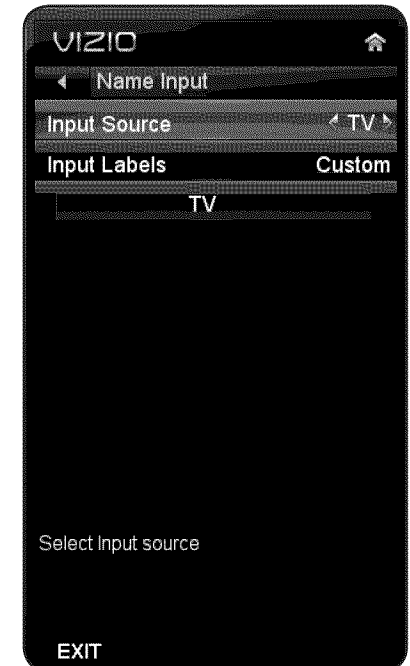 VIZIO
Name Input
Input Source TV
Input Labels Custom
TV
Select Input source
EXIT